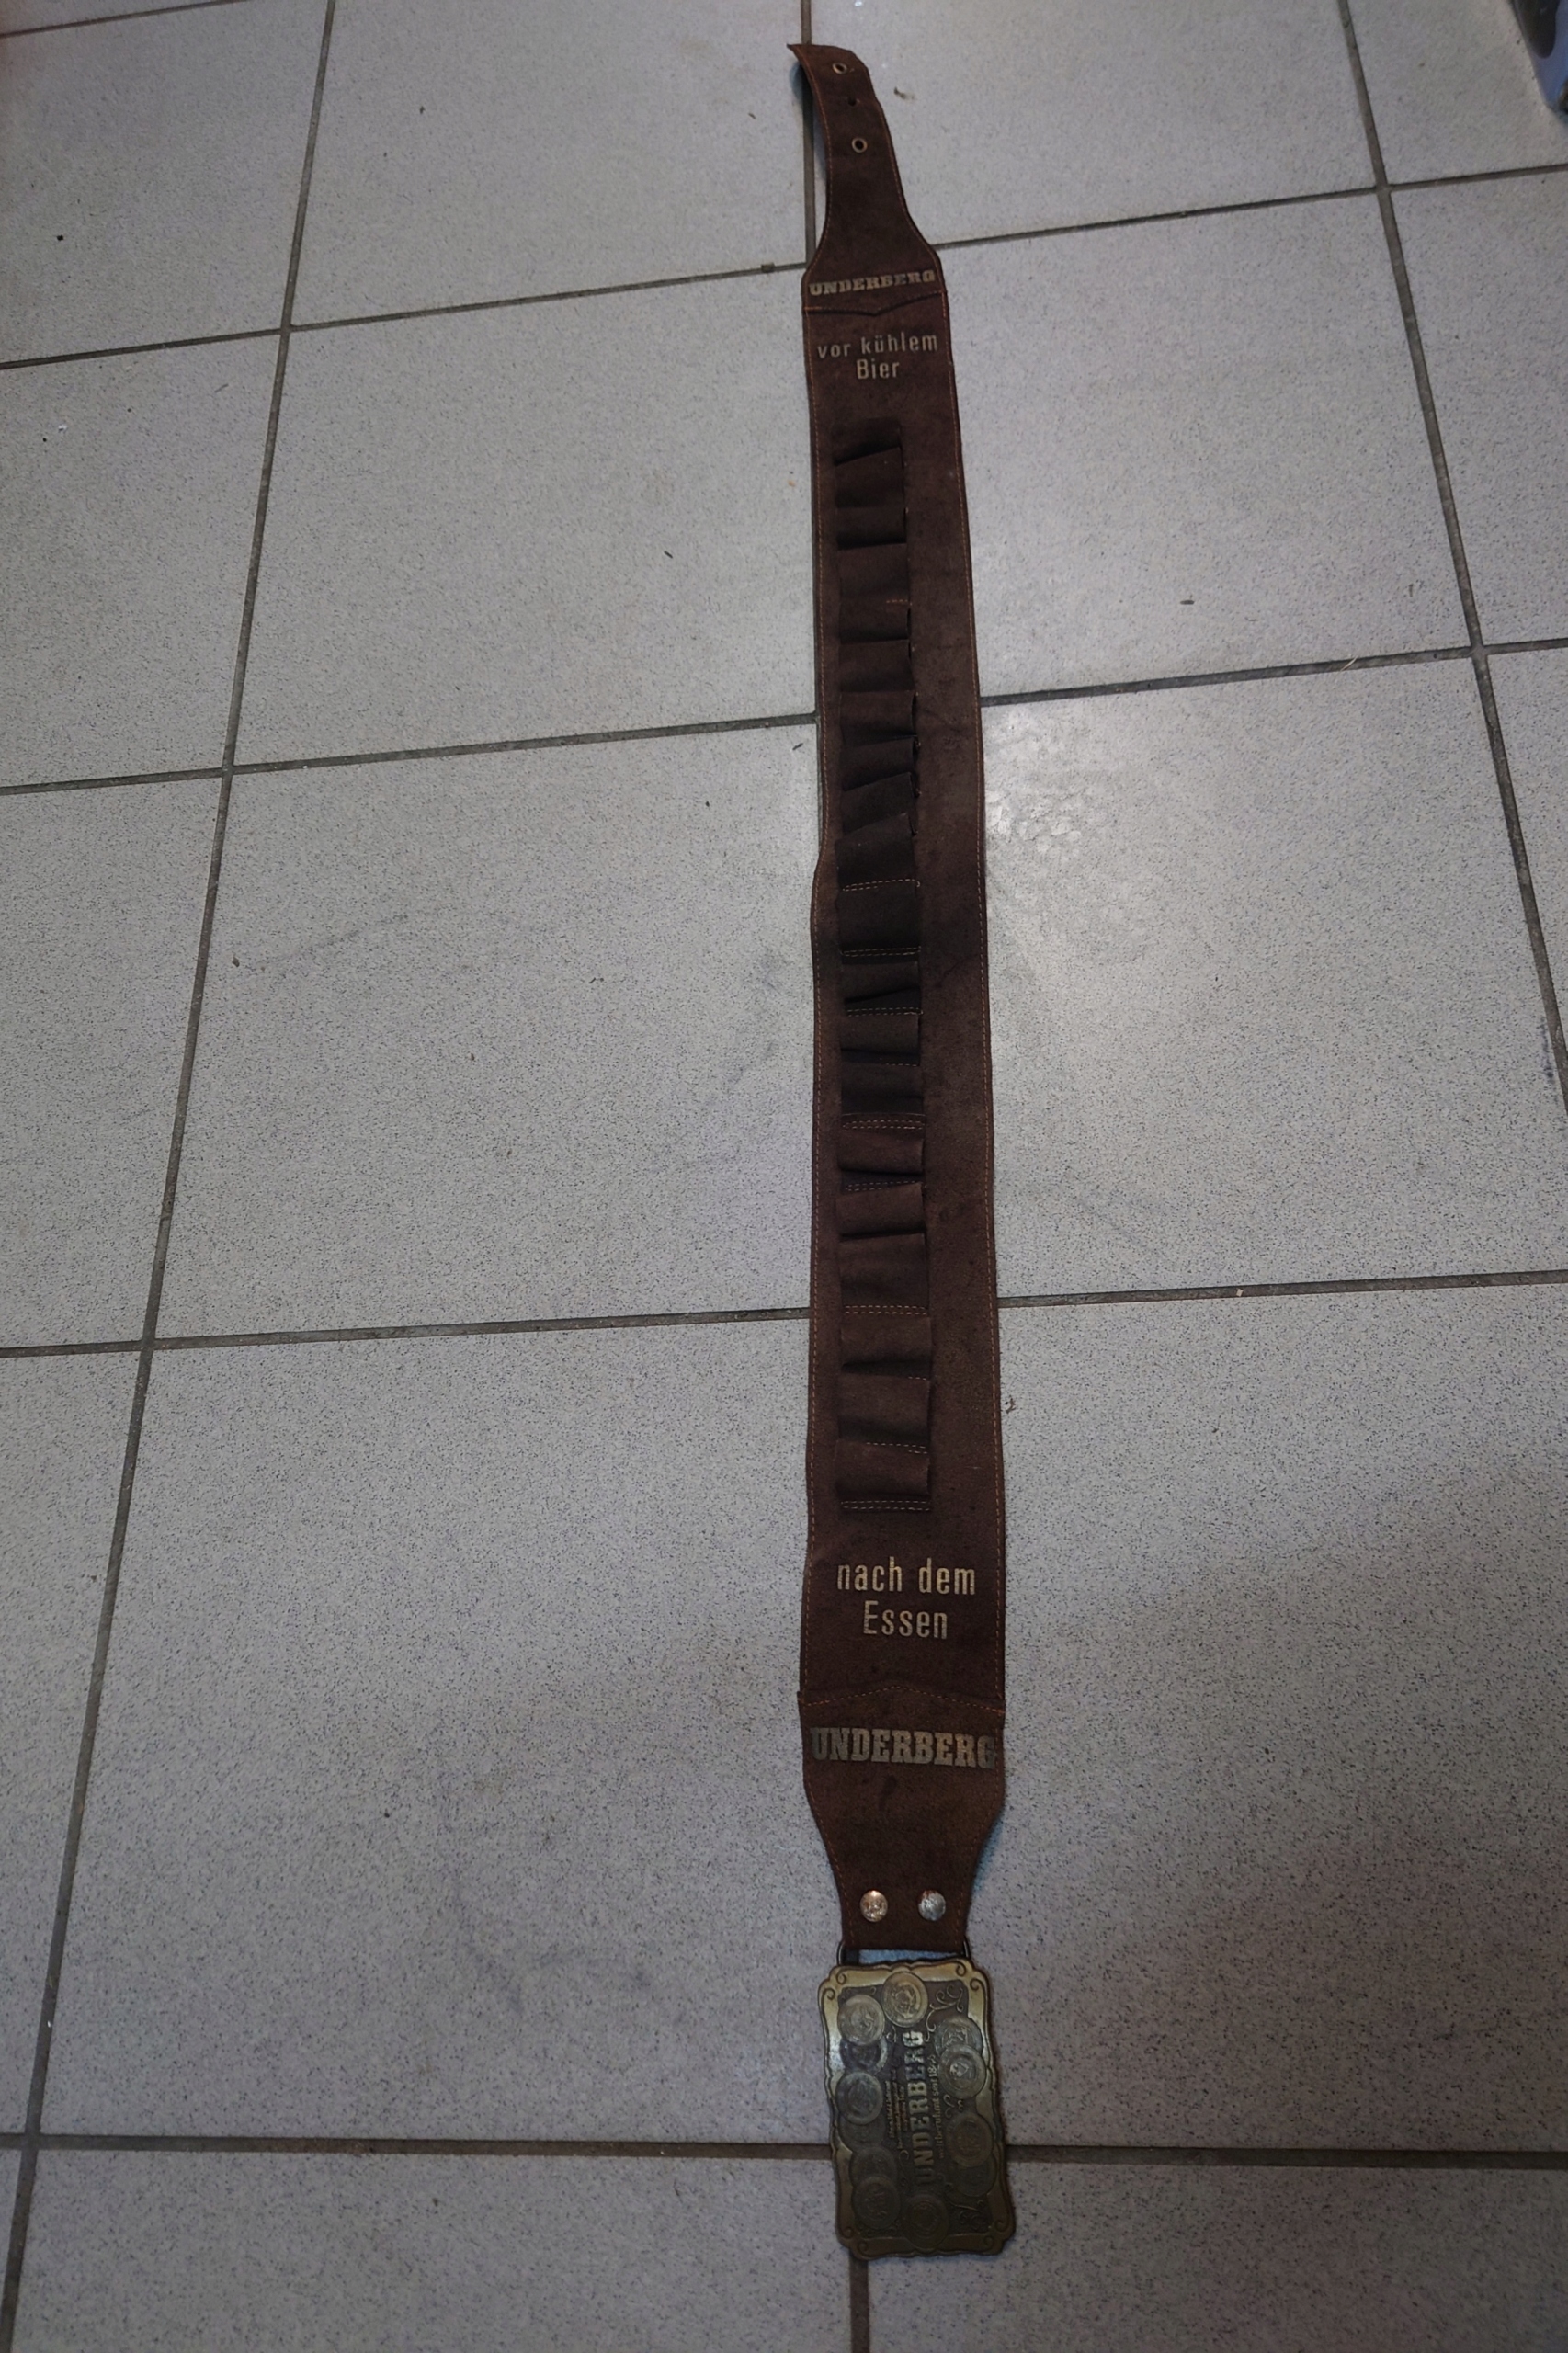 UNDERBERG
vor kühlem
Bier
nach dem
Essen
UNDERBERG
UNDERBERG